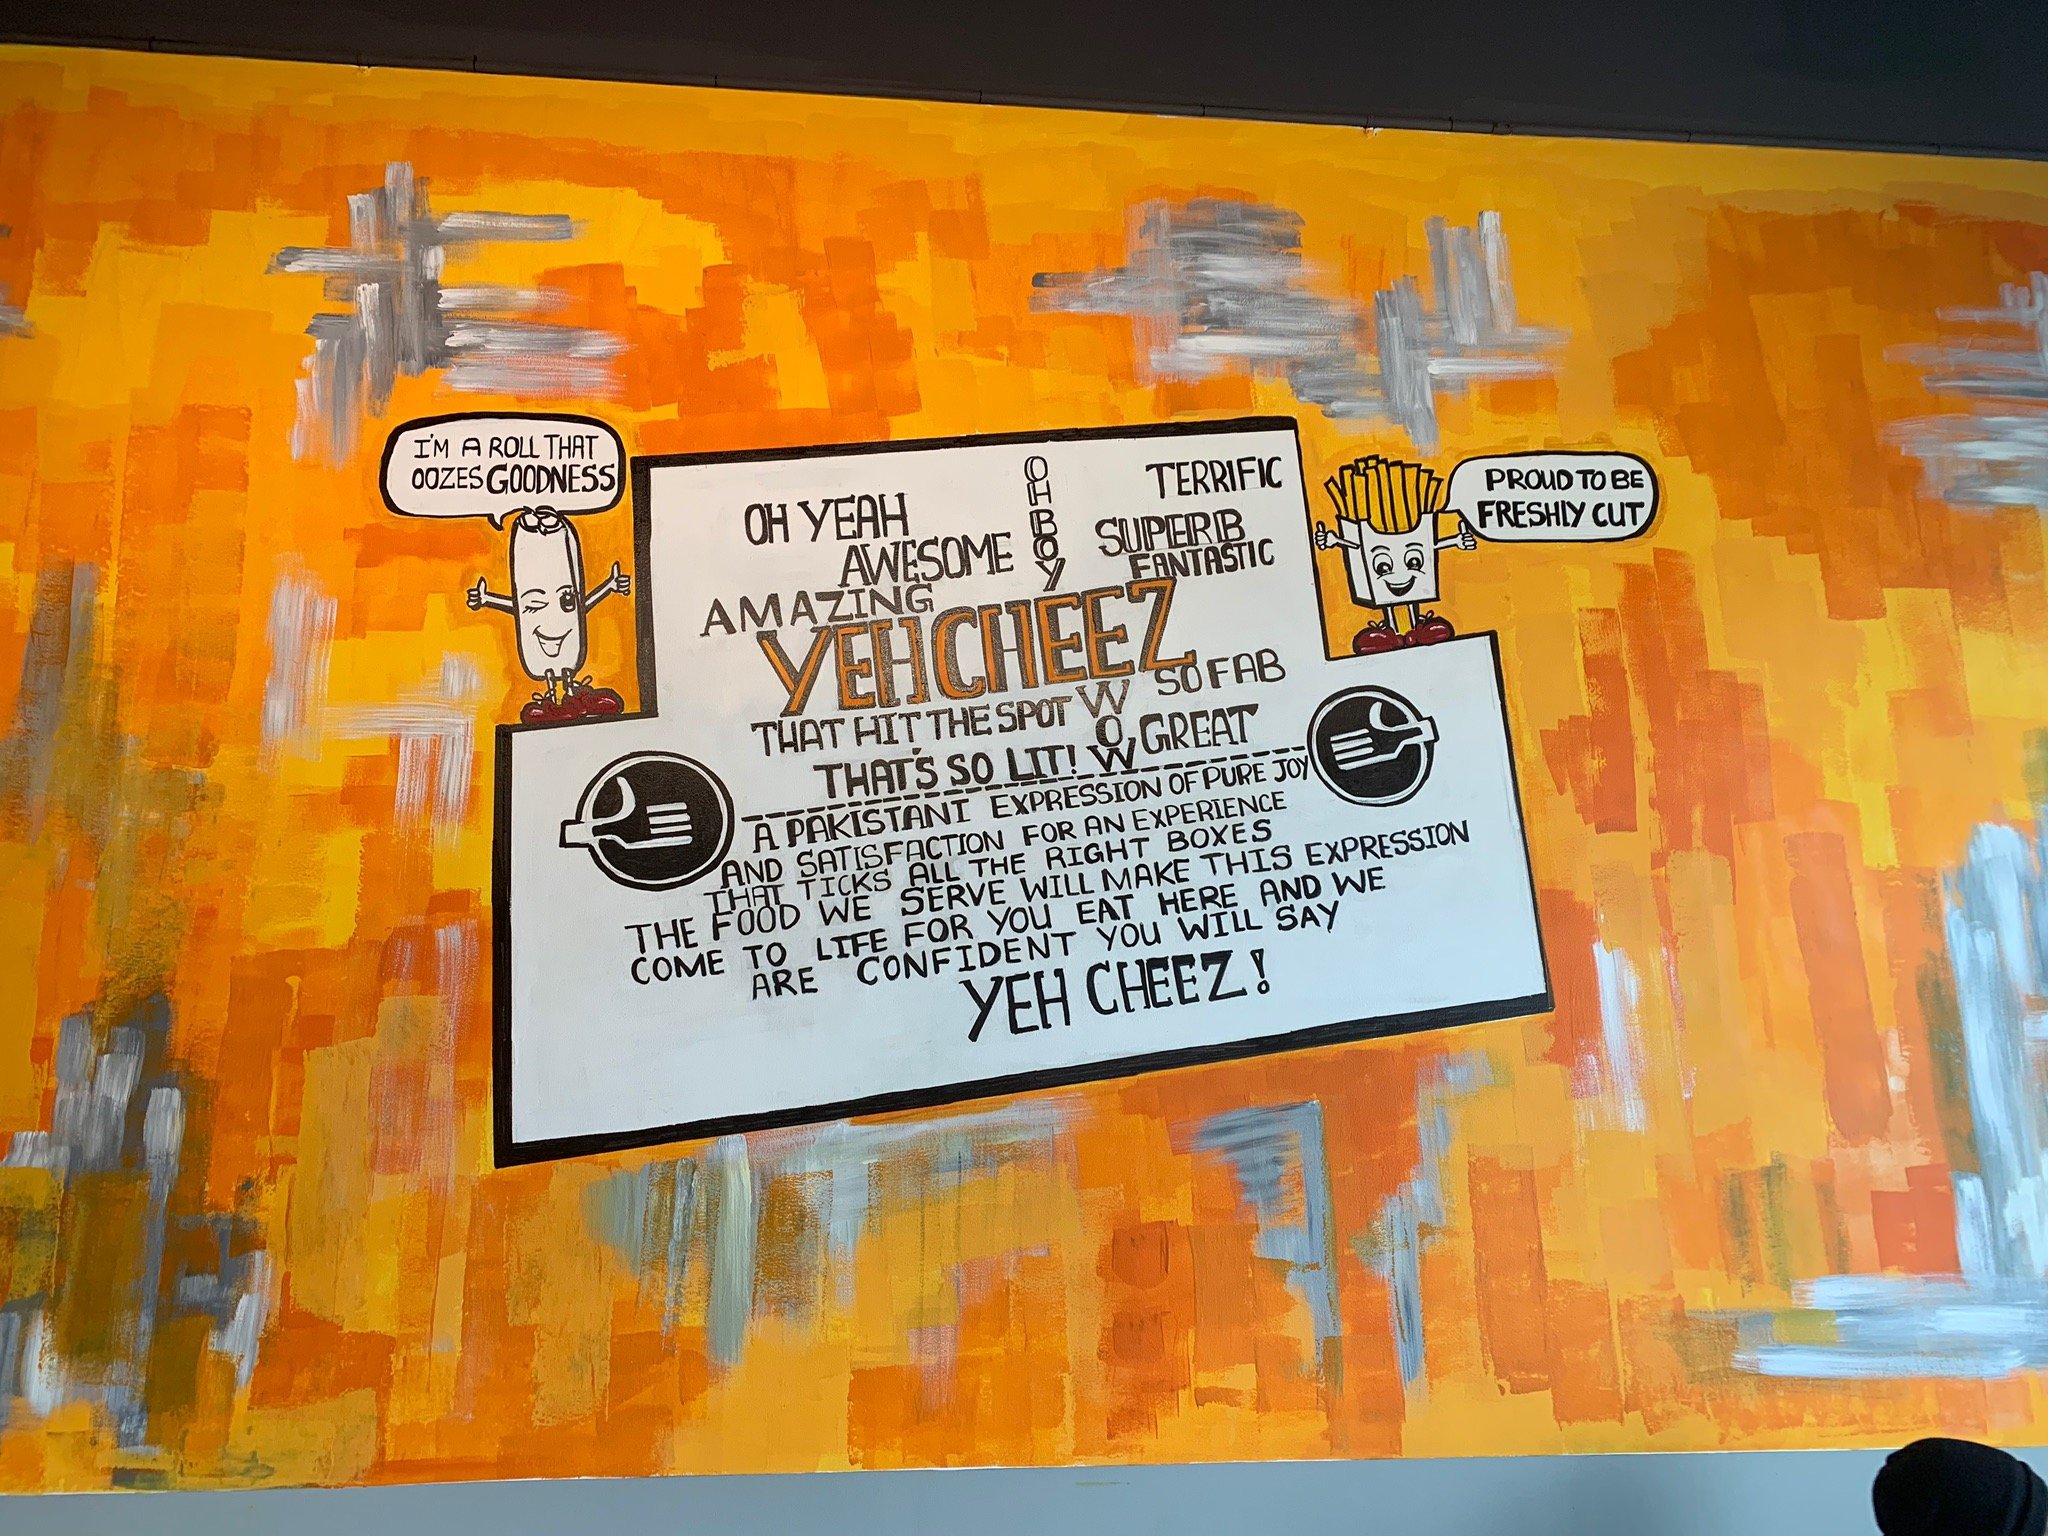 I'M A ROLL THAT
OOZES GOODNESS
PROUD TO BE
FRESHLY CUT
OH YEAH
AWESOME
AMAZING
OH BOY
TERRIFIC
SUPERB
FANTASTIC
YEH CHEEZ
THAT HIT THE SPOT
WOW
SO FAB
GREAT
THAT'S SO LIT!
A PAKISTANI EXPRESSION OF PURE JOY
AND SATISFACTION FOR AN EXPERIENCE
THAT TICKS ALL THE RIGHT BOXES
THE FOOD WE SERVE WILL MAKE THIS EXPRESSION
COME TO LIFE FOR YOU EAT HERE AND WE
ARE CONFIDENT YOU WILL SAY
YEH CHEEZ!